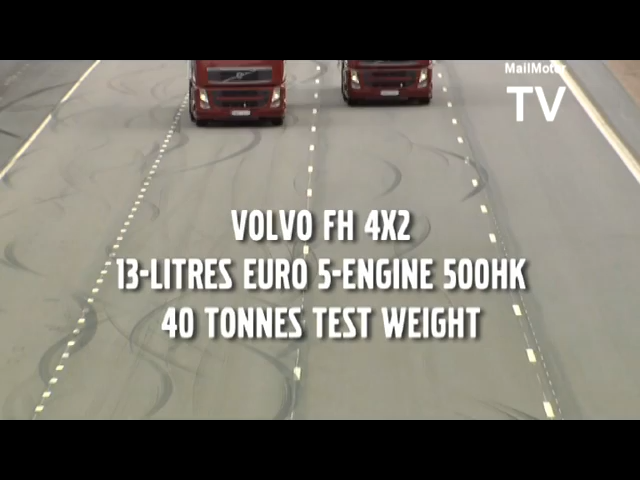 MailMotor
TV
VOLVO FH 4X2
13-LITRES EURO 5-ENGINE 500HK
40 TONNES TEST WEIGHT